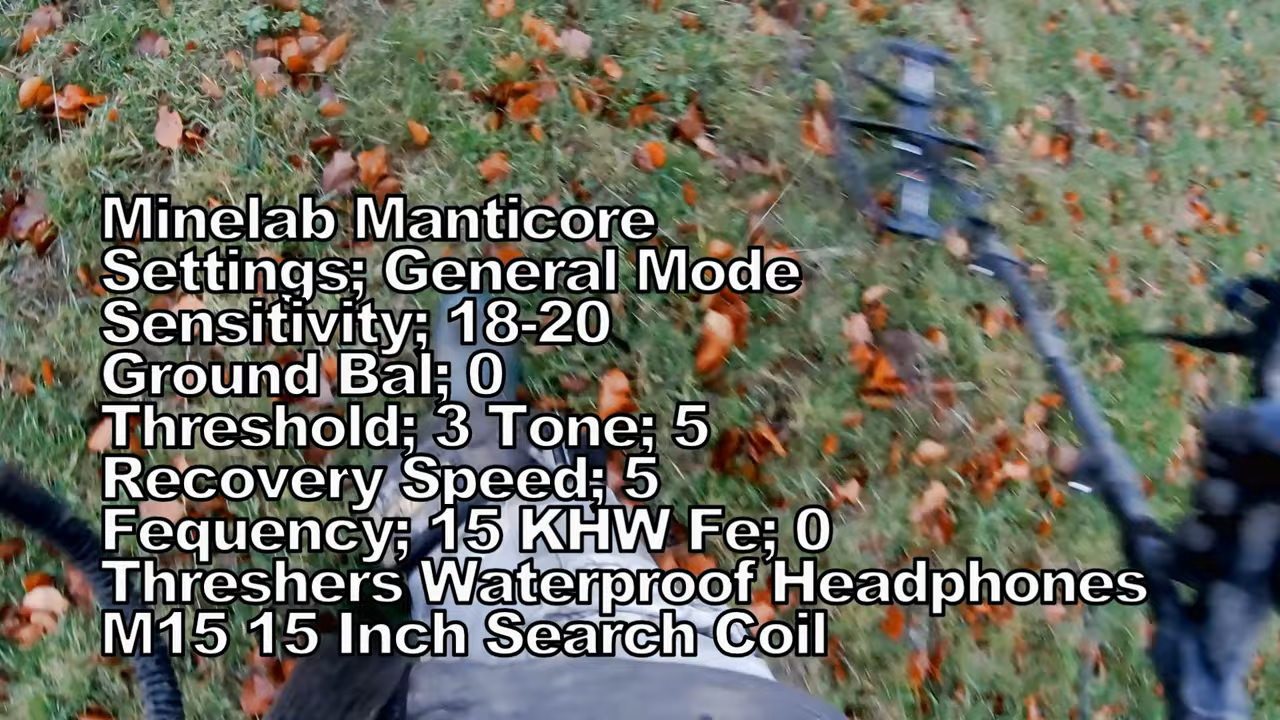 Minelab Manticore
Settings; General Mode
Sensitivity; 18-20
Ground Bal; 0
Threshold; 3 Tone; 5
Recovery Speed; 5
Fequency; 15 KHW Fe; 0
Threshers Waterproof Headphones
M15 15 Inch Search Coil